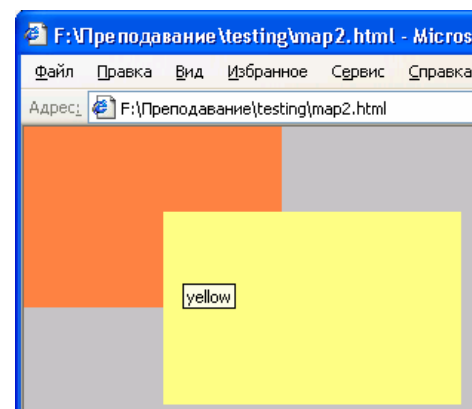 F:\Преподавание\testing\map2.html - Micros
Файл Правка Вид Избранное Сервис Справка
Адрес: F:\Преподавание\testing\map2.html
yellow